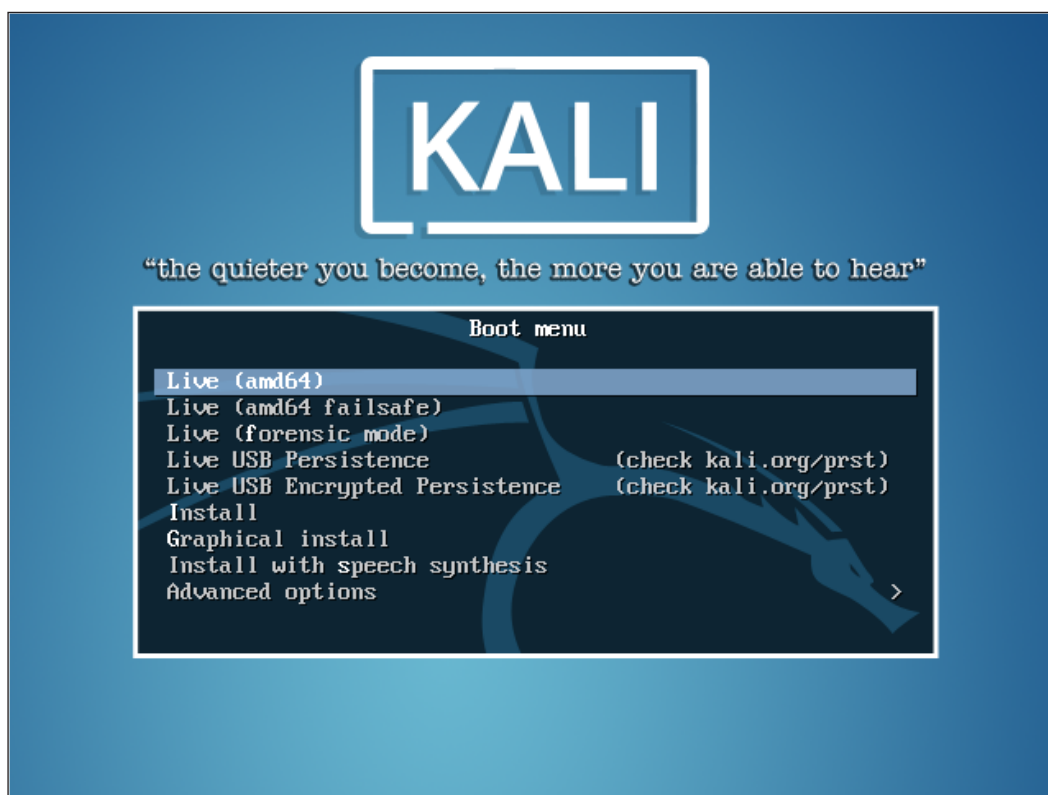 KALI
“the quieter you become, the more you are able to hear”
Boot menu
Live (amd64)
Live (amd64 failsafe)
Live (forensic mode)
Live USB Persistence (check kali.org/prst)
Live USB Encrypted Persistence (check kali.org/prst)
Install
Graphical install
Install with speech synthesis
Advanced options >